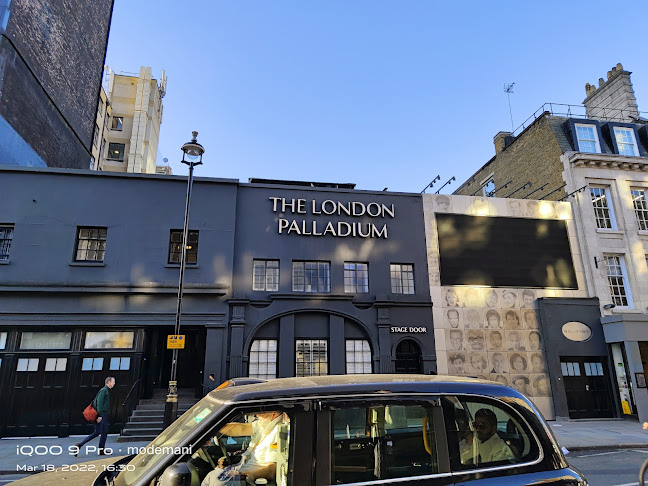 THE LONDON
PALLADIUM
STAGE DOOR
iQOO 9 Pro • modemani
Mar 18, 2022, 16:30